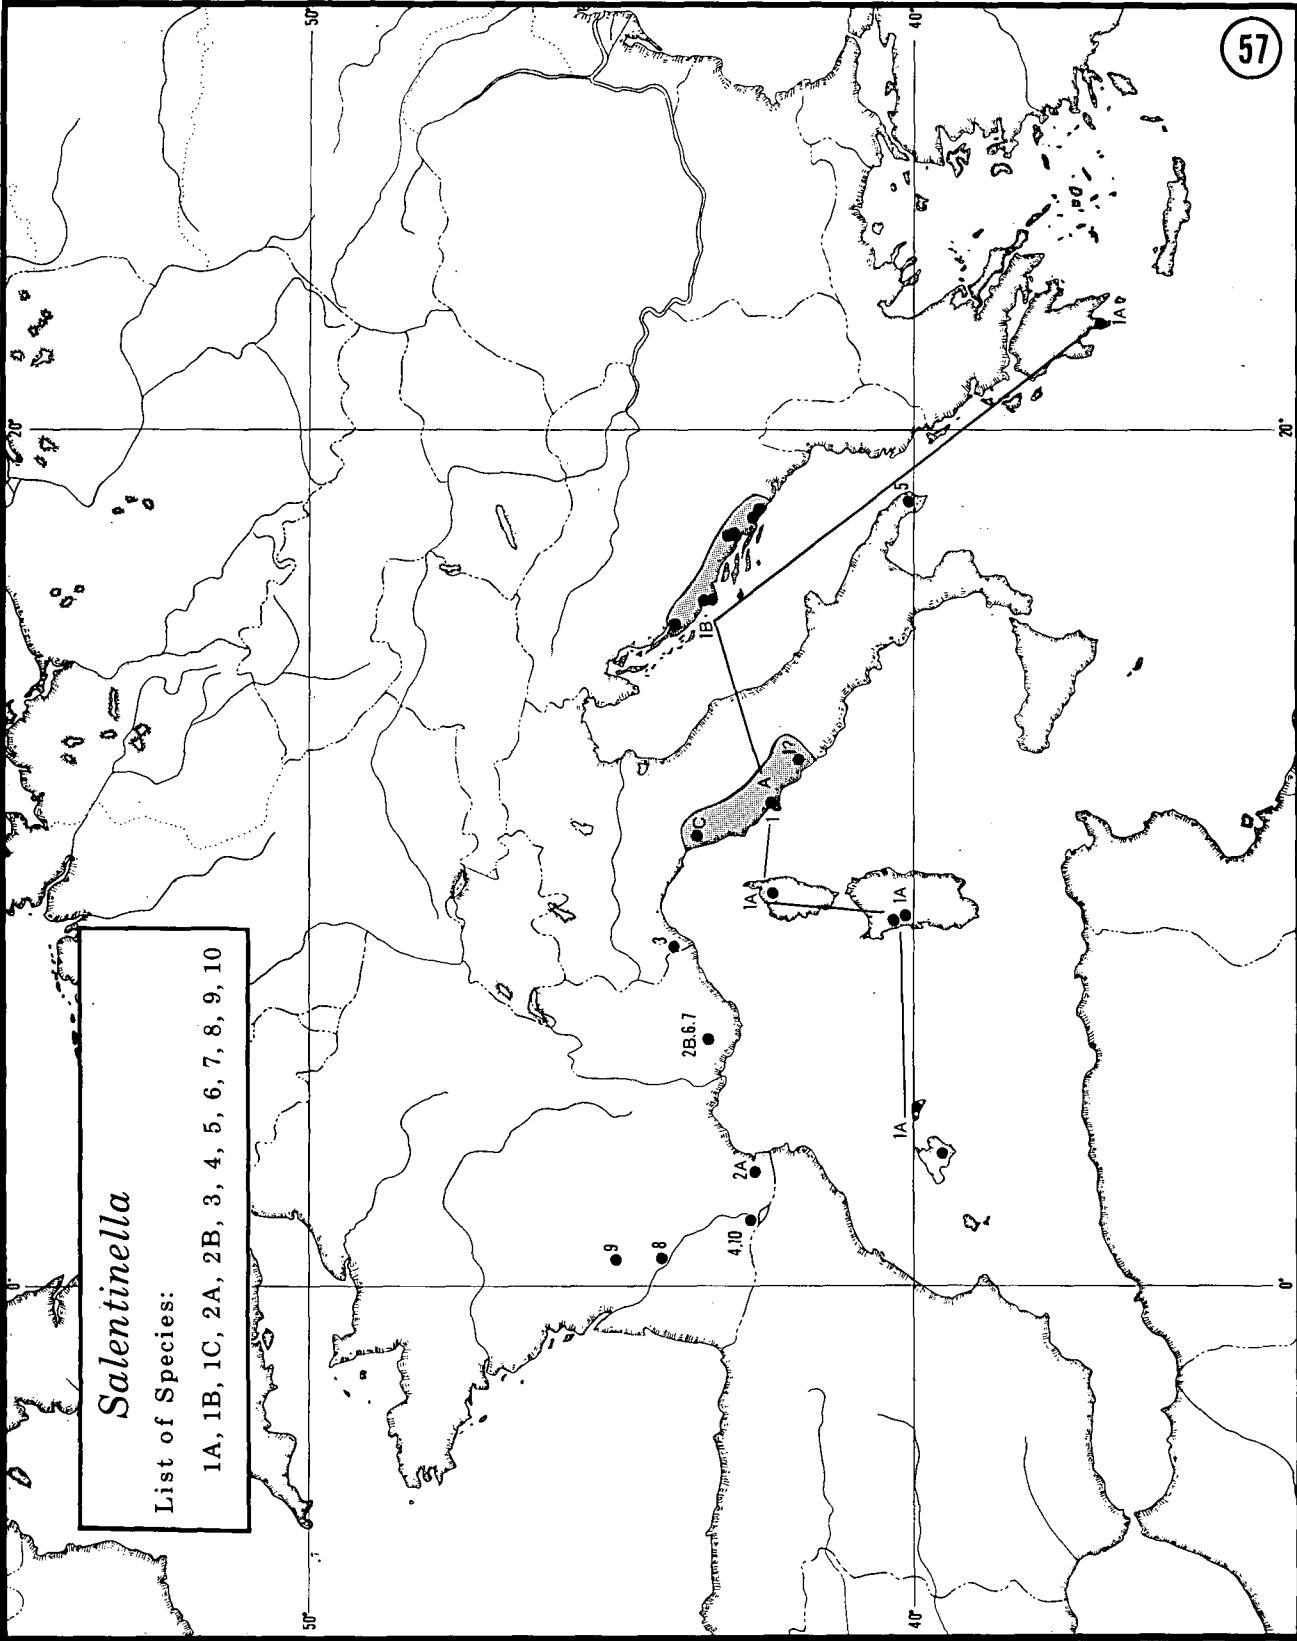 Salentinella
List of Species:
1A, 1B, 1C, 2A, 2B, 3, 4, 5, 6, 7, 8, 9, 10
57
50°
40°
20°
20°
0°
0°
50°
40°
9
8
4.10
2A
2B.6.7
3
1A
1A
1A
C
1
A
1?
1B
5
1A